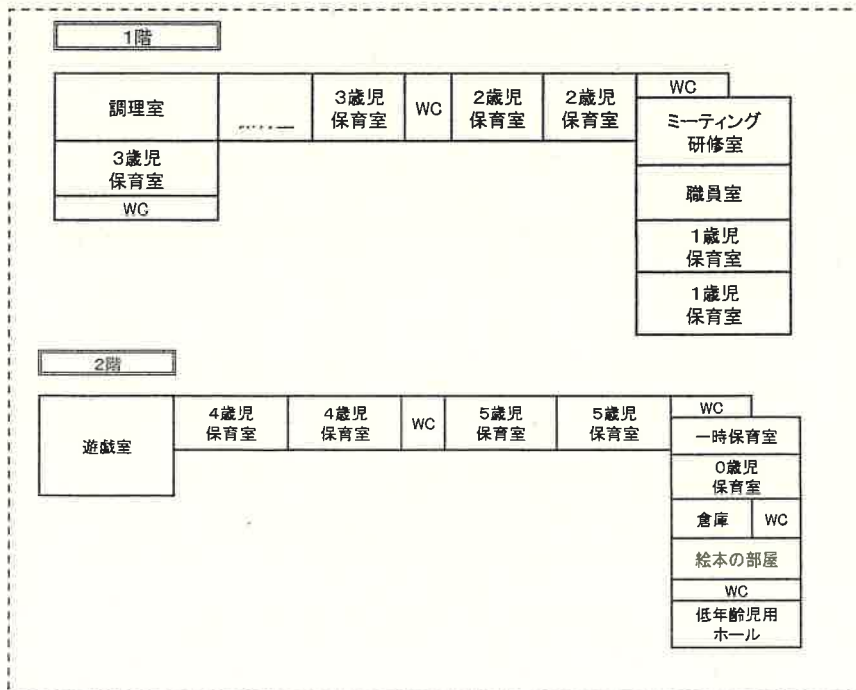 1階
調理室
3歳児
保育室
WC
2歳児
保育室
2歳児
保育室
WC
ミーティング
研修室
3歳児
保育室
WC
職員室
1歳児
保育室
1歳児
保育室
2階
遊戯室
4歳児
保育室
4歳児
保育室
WC
5歳児
保育室
5歳児
保育室
WC
一時保育室
0歳児
保育室
倉庫
WC
絵本の部屋
WC
低年齢児用
ホール